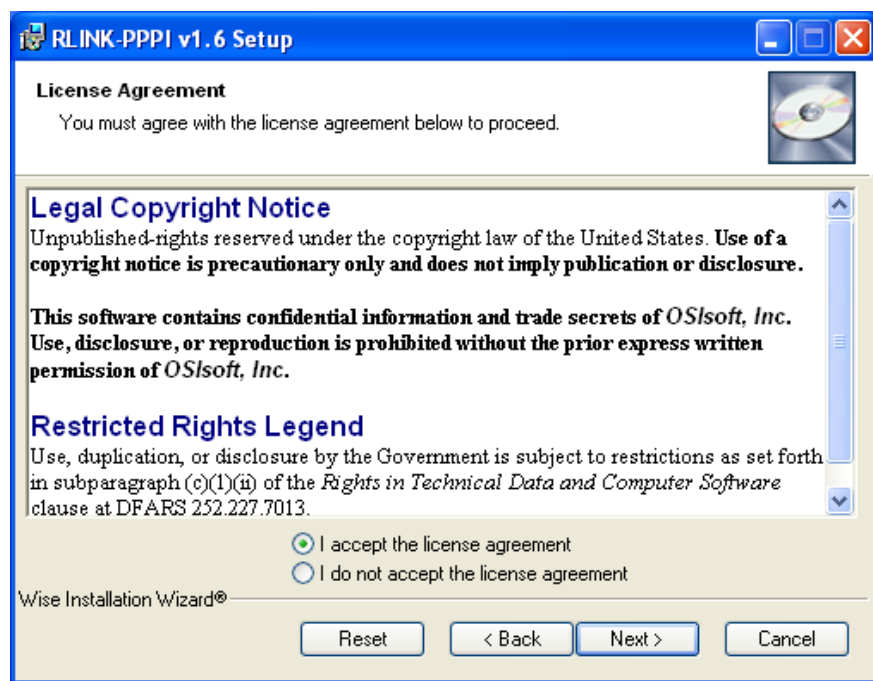 RLINK-PPPI v1.6 Setup
License Agreement
You must agree with the license agreement below to proceed.
Legal Copyright Notice
Unpublished-rights reserved under the copyright law of the United States. Use of a
copyright notice is precautionary only and does not imply publication or disclosure.
This software contains confidential information and trade secrets of OSIsoft, Inc.
Use, disclosure, or reproduction is prohibited without the prior express written
permission of OSIsoft, Inc.
Restricted Rights Legend
Use, duplication, or disclosure by the Government is subject to restrictions as set forth
in subparagraph (c)(1)(ii) of the Rights in Technical Data and Computer Software
clause at DFARS 252.227.7013.
I accept the license agreement
I do not accept the license agreement
Wise Installation Wizard®
Reset
< Back
Next >
Cancel